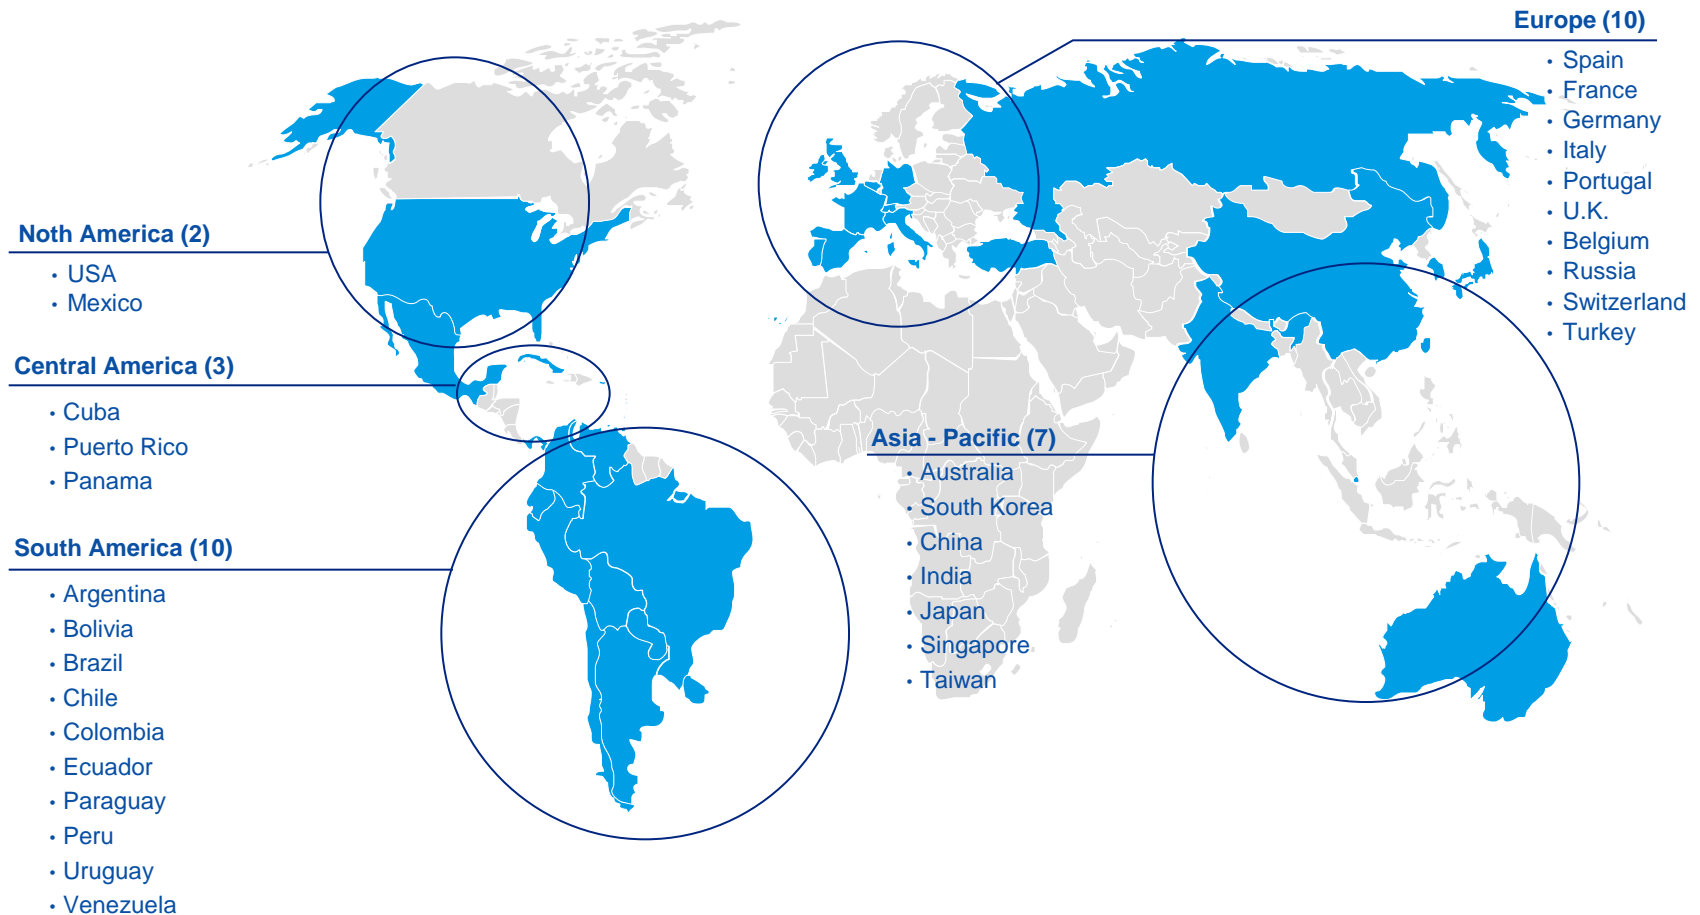 Noth America (2)
• USA
• Mexico
Central America (3)
• Cuba
• Puerto Rico
• Panama
South America (10)
• Argentina
• Bolivia
• Brazil
• Chile
• Colombia
• Ecuador
• Paraguay
• Peru
• Uruguay
• Venezuela
Europe (10)
• Spain
• France
• Germany
• Italy
• Portugal
• U.K.
• Belgium
• Russia
• Switzerland
• Turkey
Asia - Pacific (7)
• Australia
• South Korea
• China
• India
• Japan
• Singapore
• Taiwan